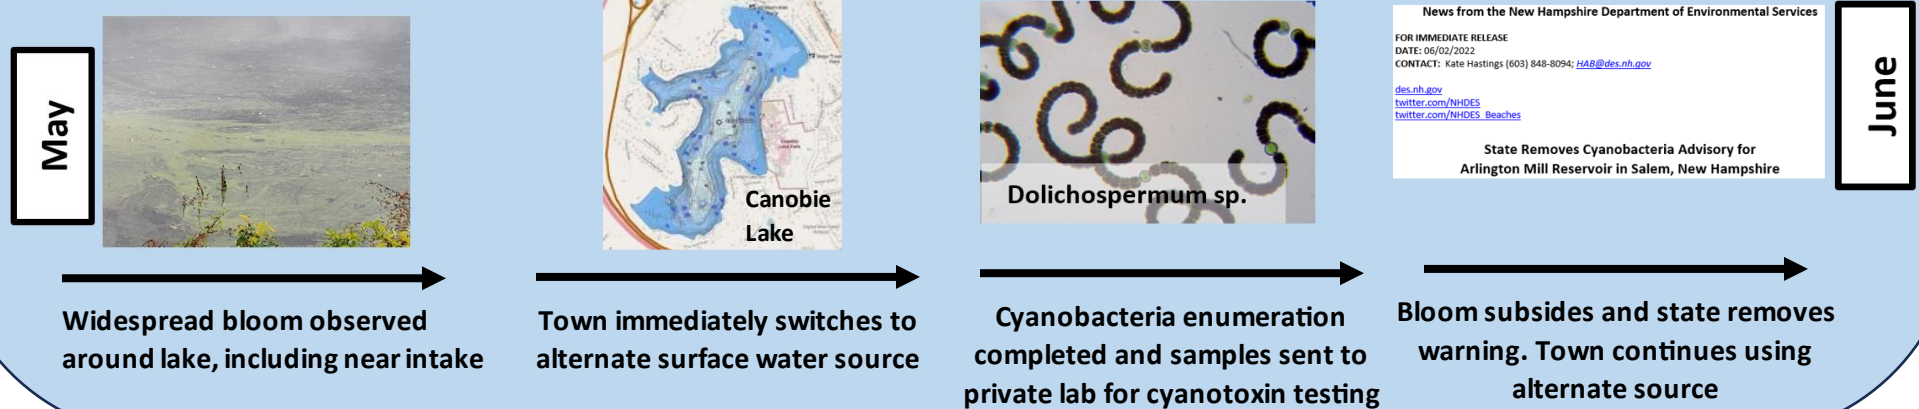 May
Canobie
Lake
Dolichospermum sp.
News from the New Hampshire Department of Environmental Services
FOR IMMEDIATE RELEASE
DATE: 06/02/2022
CONTACT: Kate Hastings (603) 848-8094; HAB@des.nh.gov
des.nh.gov
twitter.com/NHDES
twitter.com/NHDES_Beaches
State Removes Cyanobacteria Advisory for
Arlington Mill Reservoir in Salem, New Hampshire
June
Widespread bloom observed
around lake, including near intake
Town immediately switches to
alternate surface water source
Cyanobacteria enumeration
completed and samples sent to
private lab for cyanotoxin testing
Bloom subsides and state removes
warning. Town continues using
alternate source